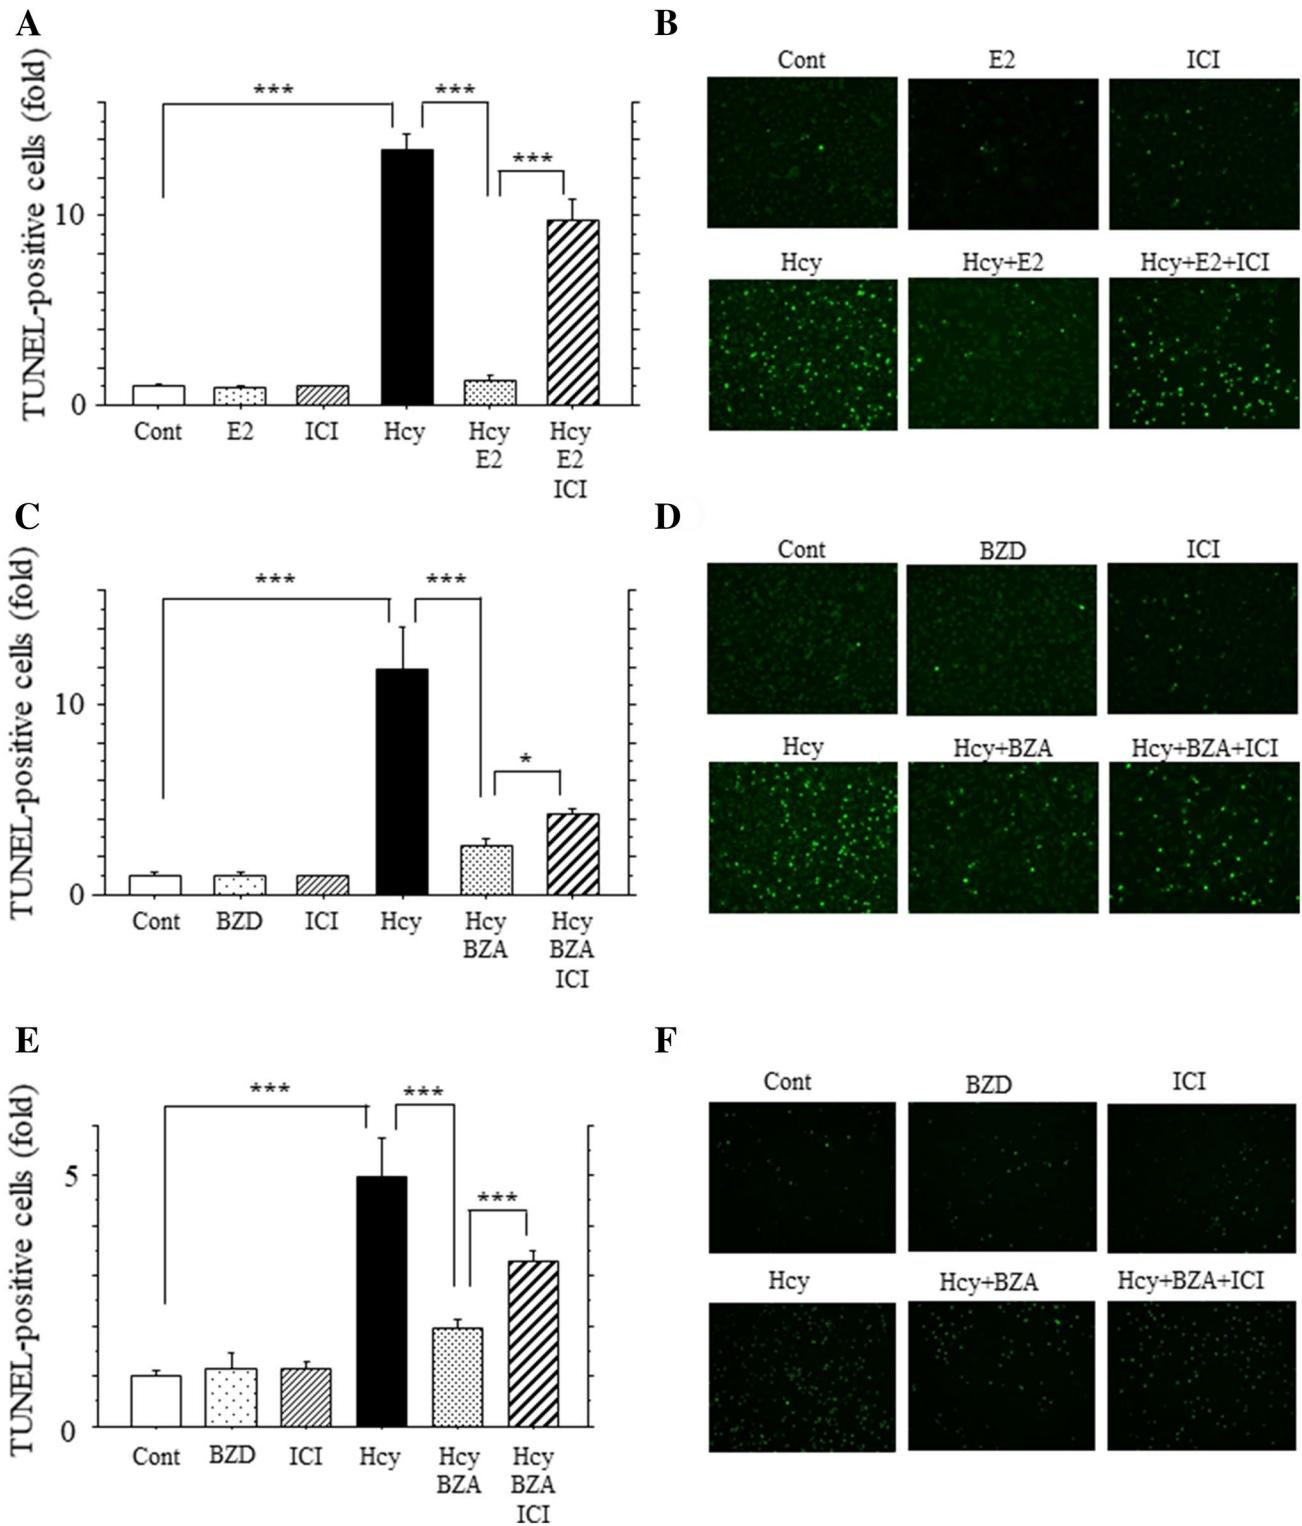 A
B
TUNEL-positive cells (fold)
***
***
***
10
0
Cont
E2
ICI
Hcy
Hcy
E2
Hcy
E2
ICI
Cont
E2
ICI
Hcy
Hcy+E2
Hcy+E2+ICI
C
D
TUNEL-positive cells (fold)
***
***
*
10
0
Cont
BZD
ICI
Hcy
Hcy
BZA
Hcy
BZA
ICI
Cont
BZD
ICI
Hcy
Hcy+BZA
Hcy+BZA+ICI
E
F
TUNEL-positive cells (fold)
***
***
***
5
0
Cont
BZD
ICI
Hcy
Hcy
BZA
Hcy
BZA
ICI
Cont
BZD
ICI
Hcy
Hcy+BZA
Hcy+BZA+ICI